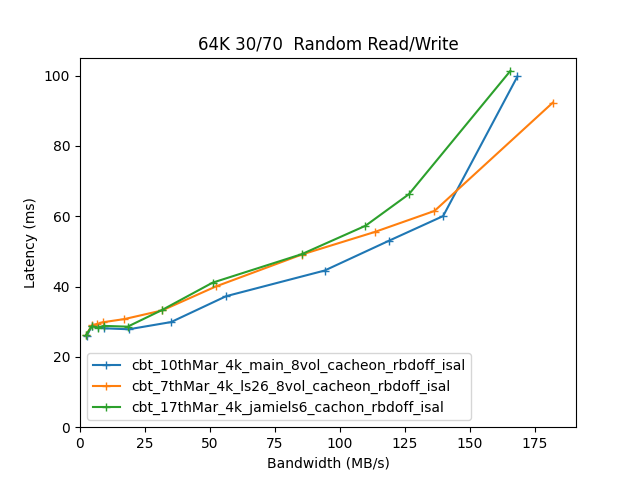 64K 30/70  Random Read/Write
100
80
60
40
20
0
Latency (ms)
cbt_10thMar_4k_main_8vol_cacheon_rbdoff_isal
cbt_7thMar_4k_ls26_8vol_cacheon_rbdoff_isal
cbt_17thMar_4k_jamiels6_cachon_rbdoff_isal
0 25 50 75 100 125 150 175
Bandwidth (MB/s)